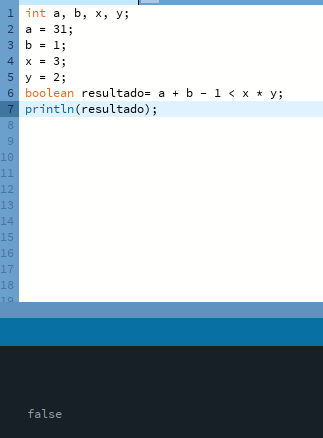 1 int a, b, x, y;
2 a = 31;
3 b = 1;
4 x = 3;
5 y = 2;
6 boolean resultado= a + b - 1 < x * y;
7 println(resultado);
8
9
10
11
12
13
14
15
16
17
18
19
false